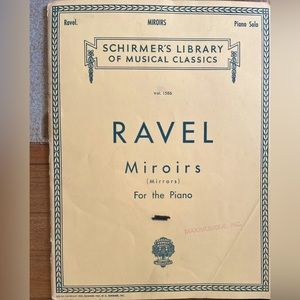 Ravel. MIROIRS Piano Solo
SCHIRMER'S LIBRARY
OF MUSICAL CLASSICS
Vol. 1586
RAVEL
Miroirs
(Mirrors)
For the Piano